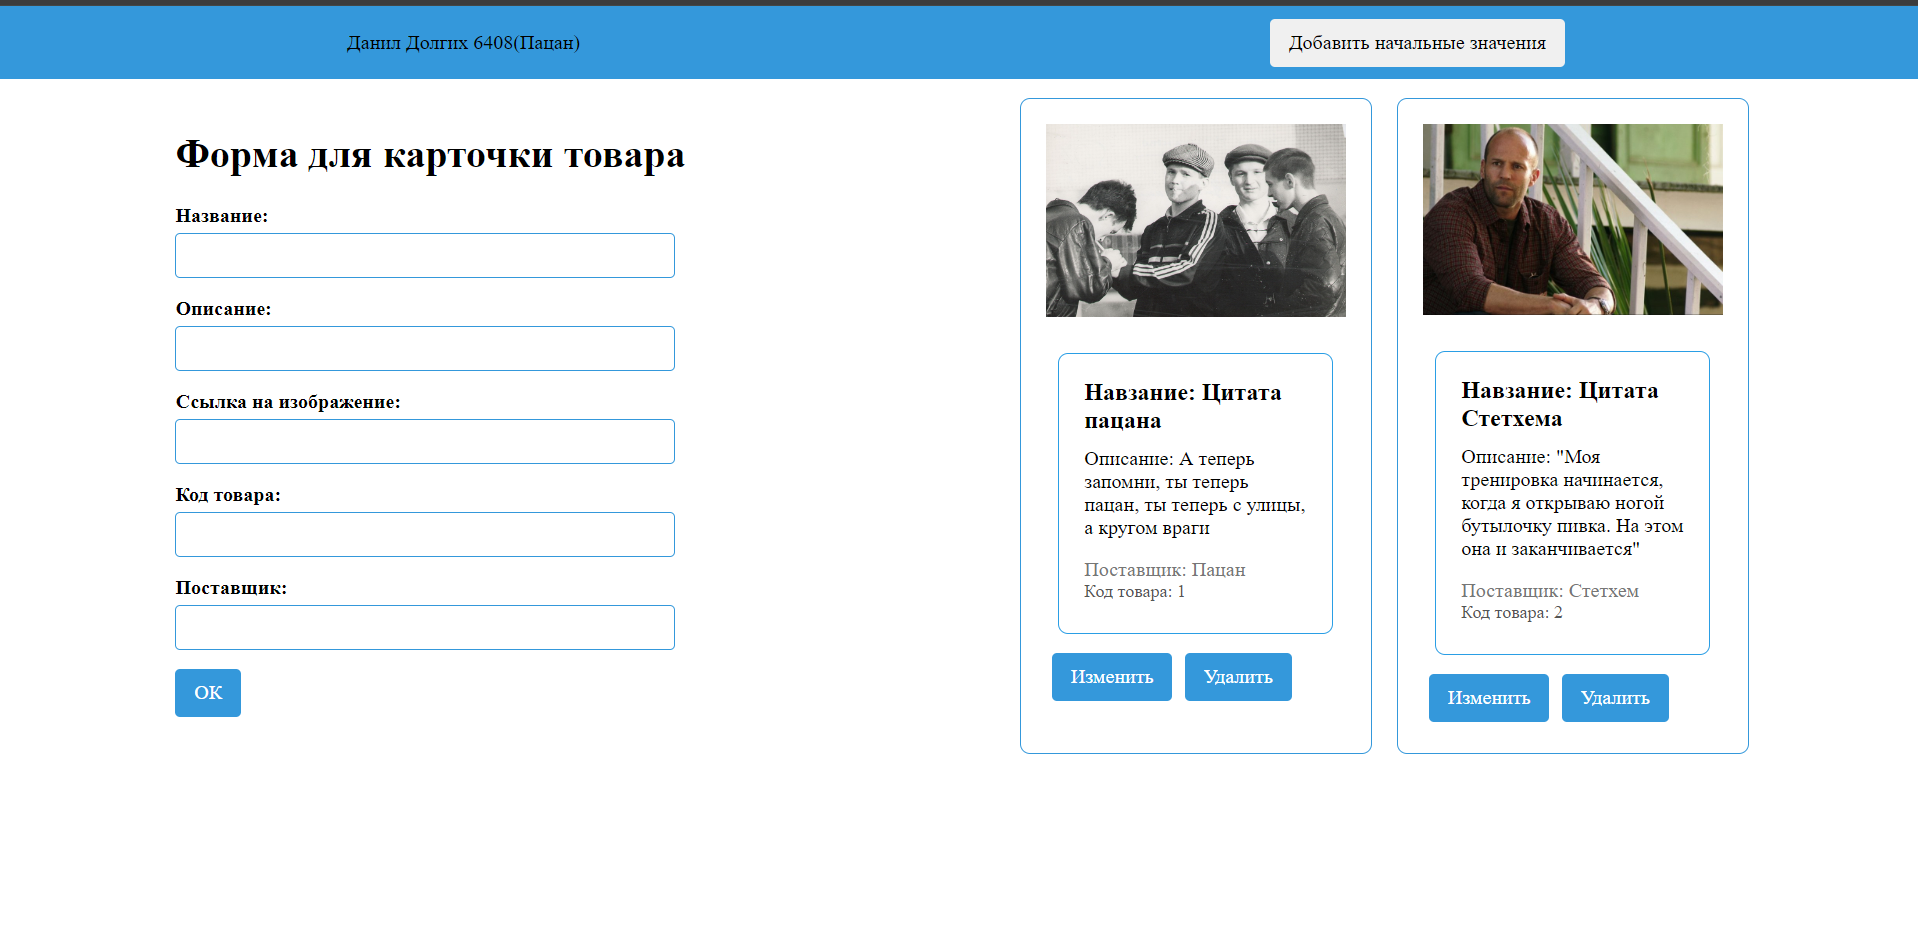 Данил Долгих 6408(Пацан)
Добавить начальные значения
Форма для карточки товара
Название:
Описание:
Ссылка на изображение:
Код товара:
Поставщик:
ОК
Навзание: Цитата
пацана
Описание: А теперь
запомни, ты теперь
пацан, ты теперь с улицы,
а кругом враги
Поставщик: Пацан
Код товара: 1
Изменить
Удалить
Навзание: Цитата
Стетхема
Описание: "Моя
тренировка начинается,
когда я открываю ногой
бутылочку пивка. На этом
она и заканчивается"
Поставщик: Стетхем
Код товара: 2
Изменить
Удалить